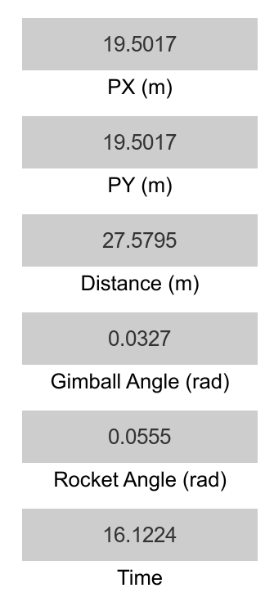 19.5017
PX (m)
19.5017
PY (m)
27.5795
Distance (m)
0.0327
Gimball Angle (rad)
0.0555
Rocket Angle (rad)
16.1224
Time